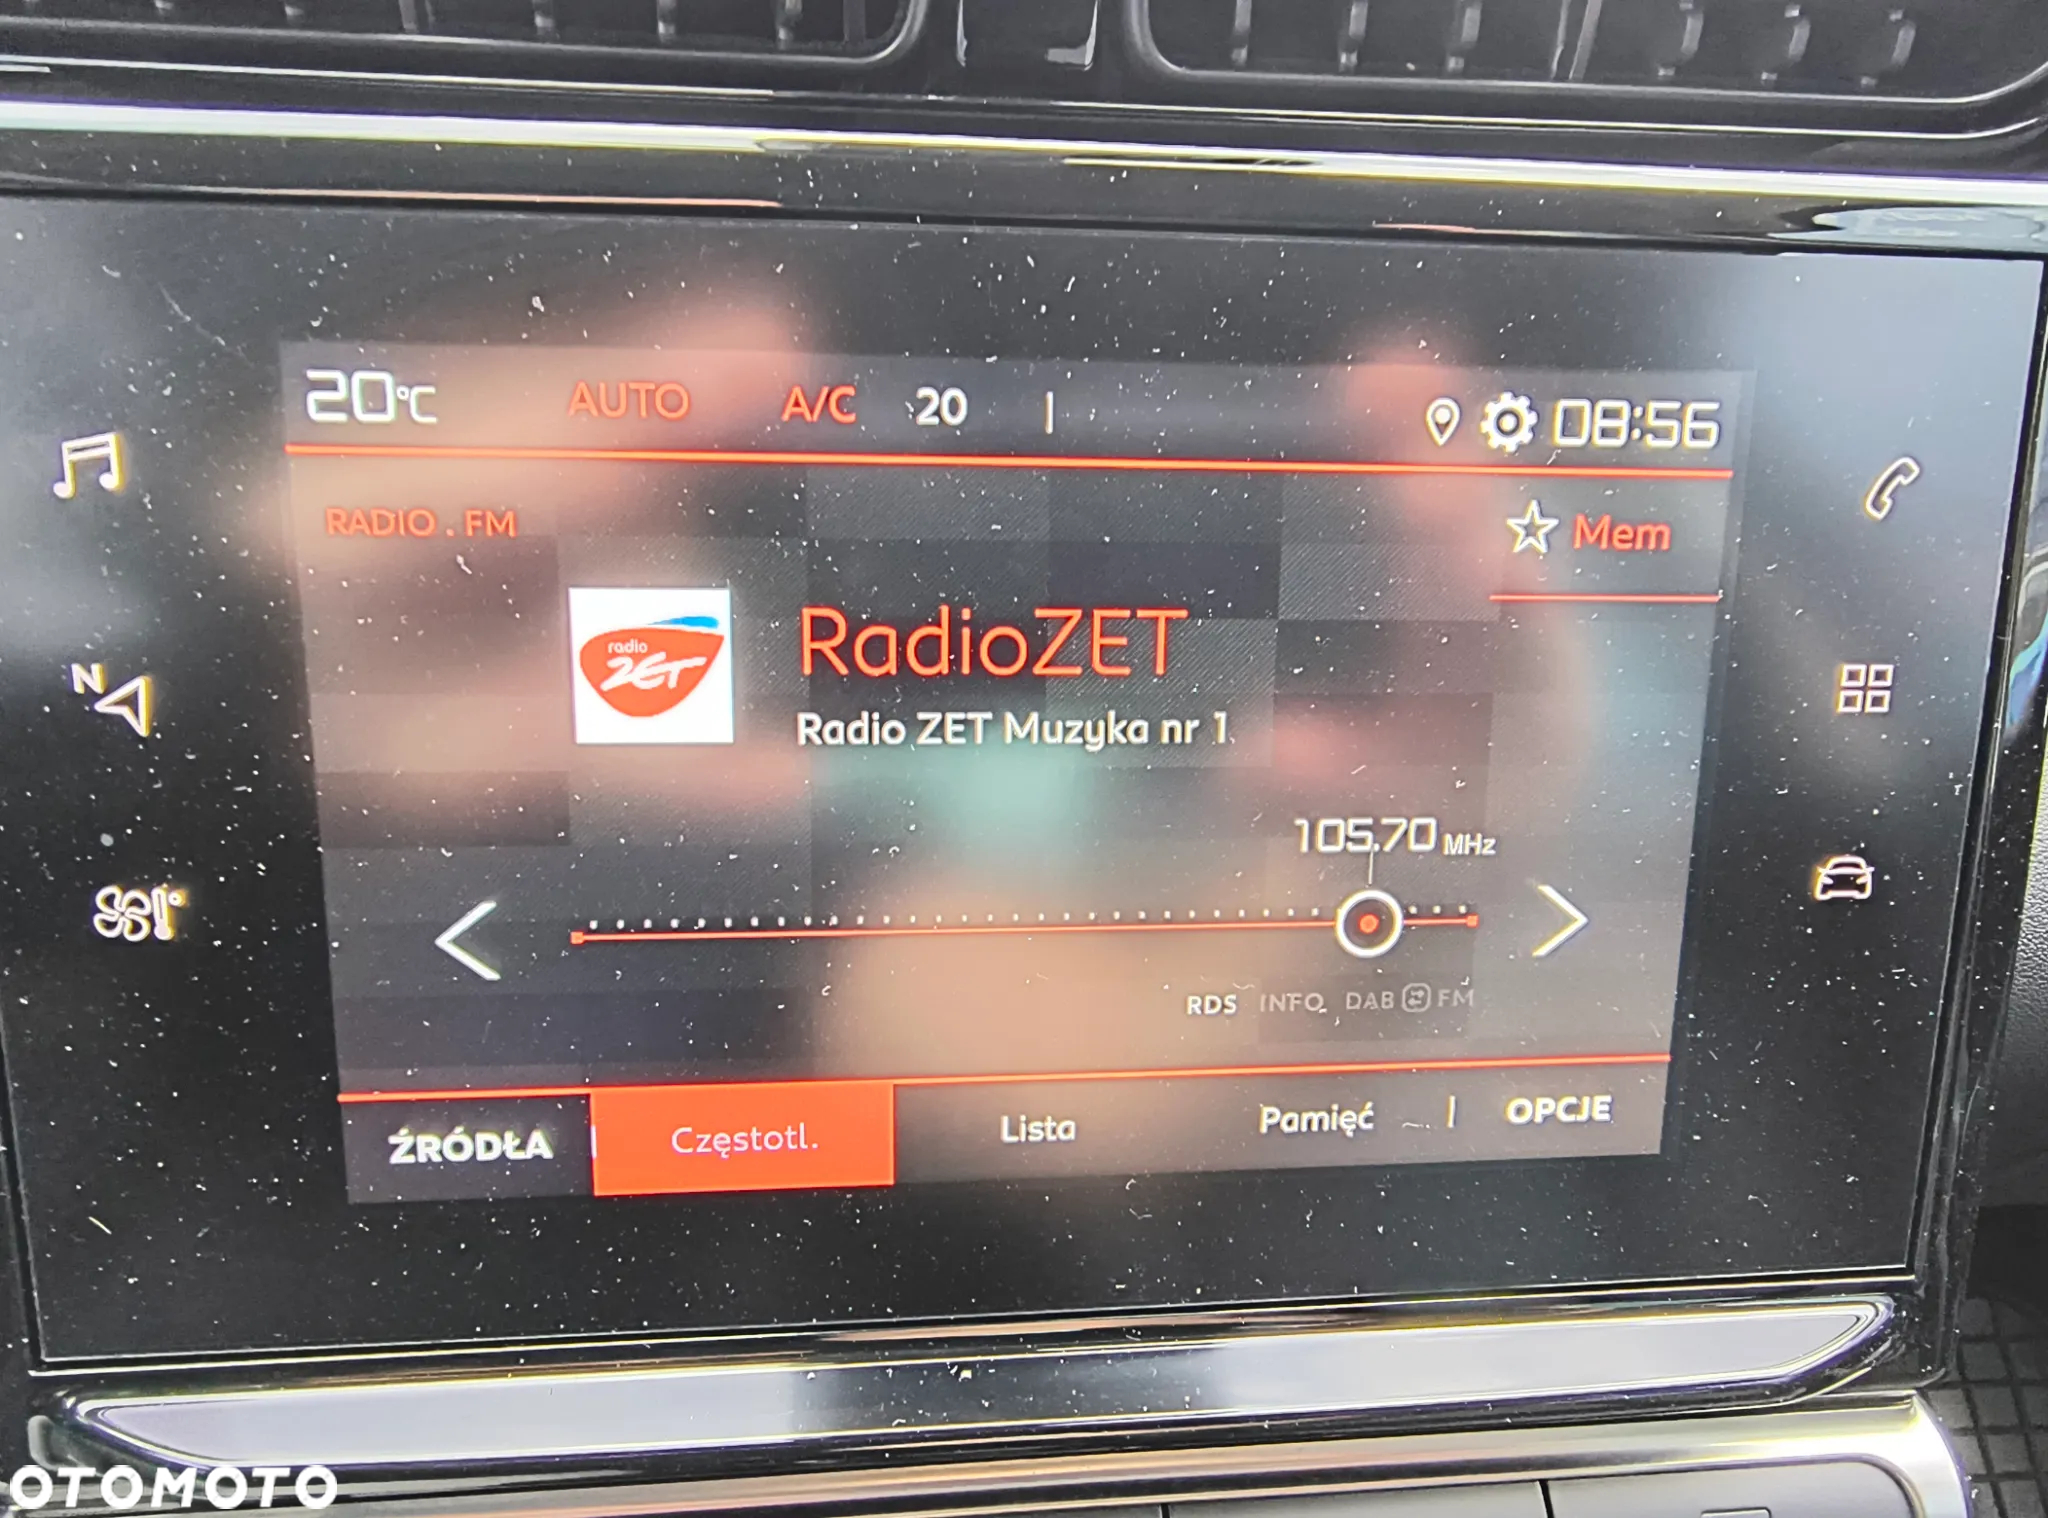 20°C AUTO A/C 20 | 08:56
RADIO . FM
Mem
radio
ZET
RadioZET
Radio ZET Muzyka nr 1
N
105.70 MHz
RDS INFO DAB FM
ŹRÓDŁA Częstotl. Lista Pamięć | OPCJE
OTOMOTO